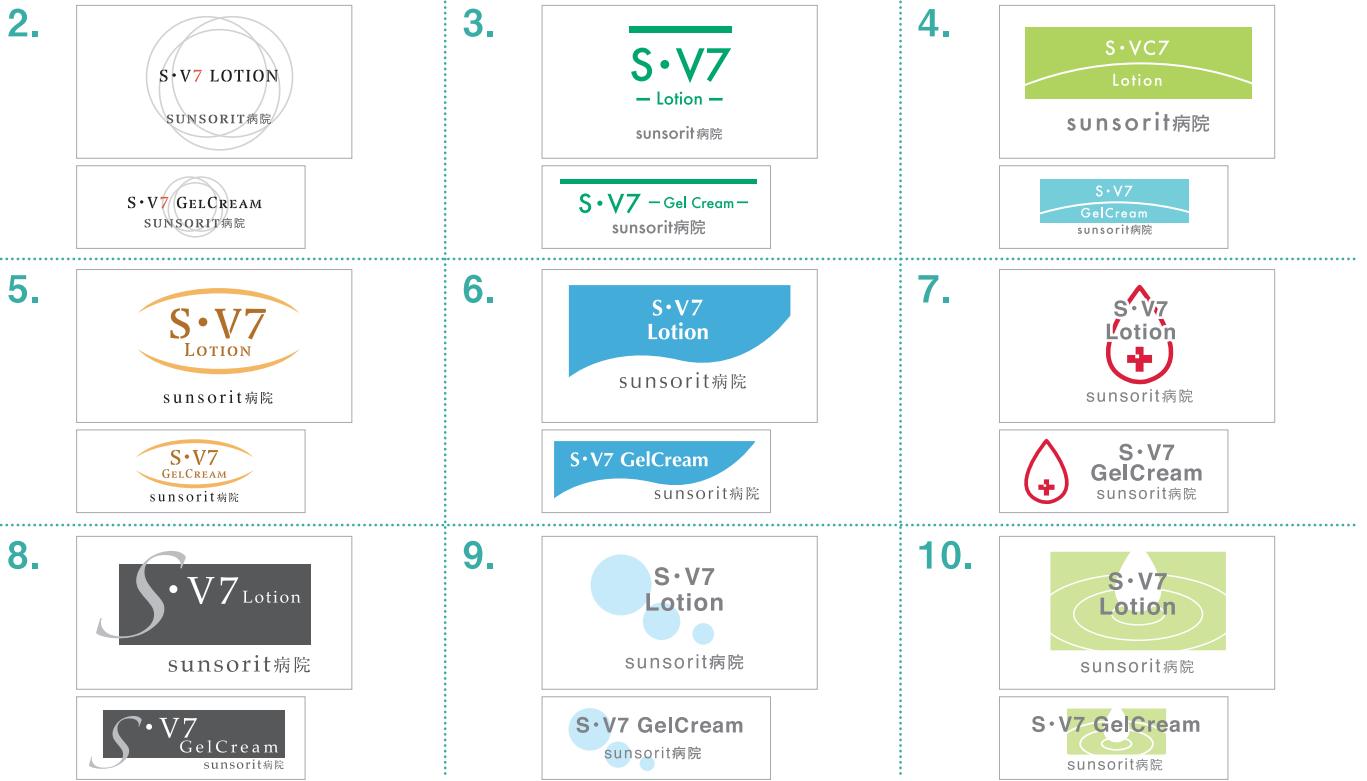 2.
S・V7 LOTION
SUNSORIT病院
S・V7 GELCREAM
SUNSORIT病院
3.
S・V7
– Lotion –
sunsorit病院
S・V7 – Gel Cream –
sunsorit病院
4.
S・VC7
Lotion
sunsorit病院
S・V7
GelCream
sunsorit病院
5.
S・V7
LOTION
sunsorit病院
S・V7
GELCREAM
sunsorit病院
6.
S・V7
Lotion
sunsorit病院
S・V7 GelCream
sunsorit病院
7.
S・V7
Lotion
sunsorit病院
S・V7
GelCream
sunsorit病院
8.
S・V7 Lotion
sunsorit病院
S・V7
GelCream
sunsorit病院
9.
S・V7
Lotion
sunsorit病院
S・V7 GelCream
sunsorit病院
10.
S・V7
Lotion
sunsorit病院
S・V7 GelCream
sunsorit病院